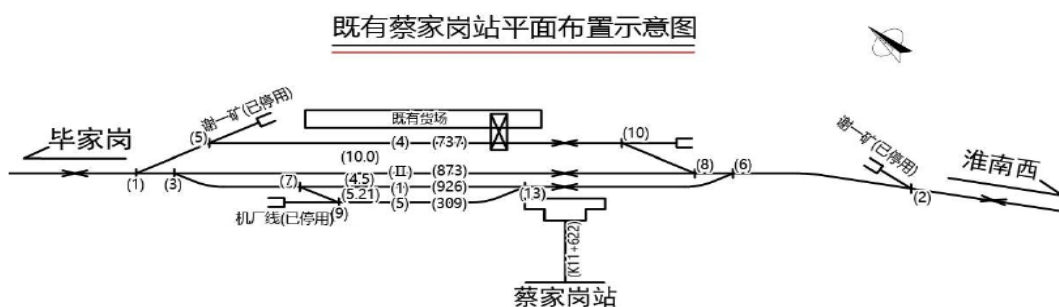 既有蔡家岗站平面布置示意图
谢一矿(已停用)
既有货场
毕家岗
(5)
(4) (737)
(10)
谢一矿(已停用)
淮南西
(10.0)
(1) (3)
(II) (873)
(8) (6)
(7)
(4.5) (1) (926)
(2)
(5.21)
(13)
机厂线(已停用)
(9)
(5) (309)
(K11+622)
蔡家岗站